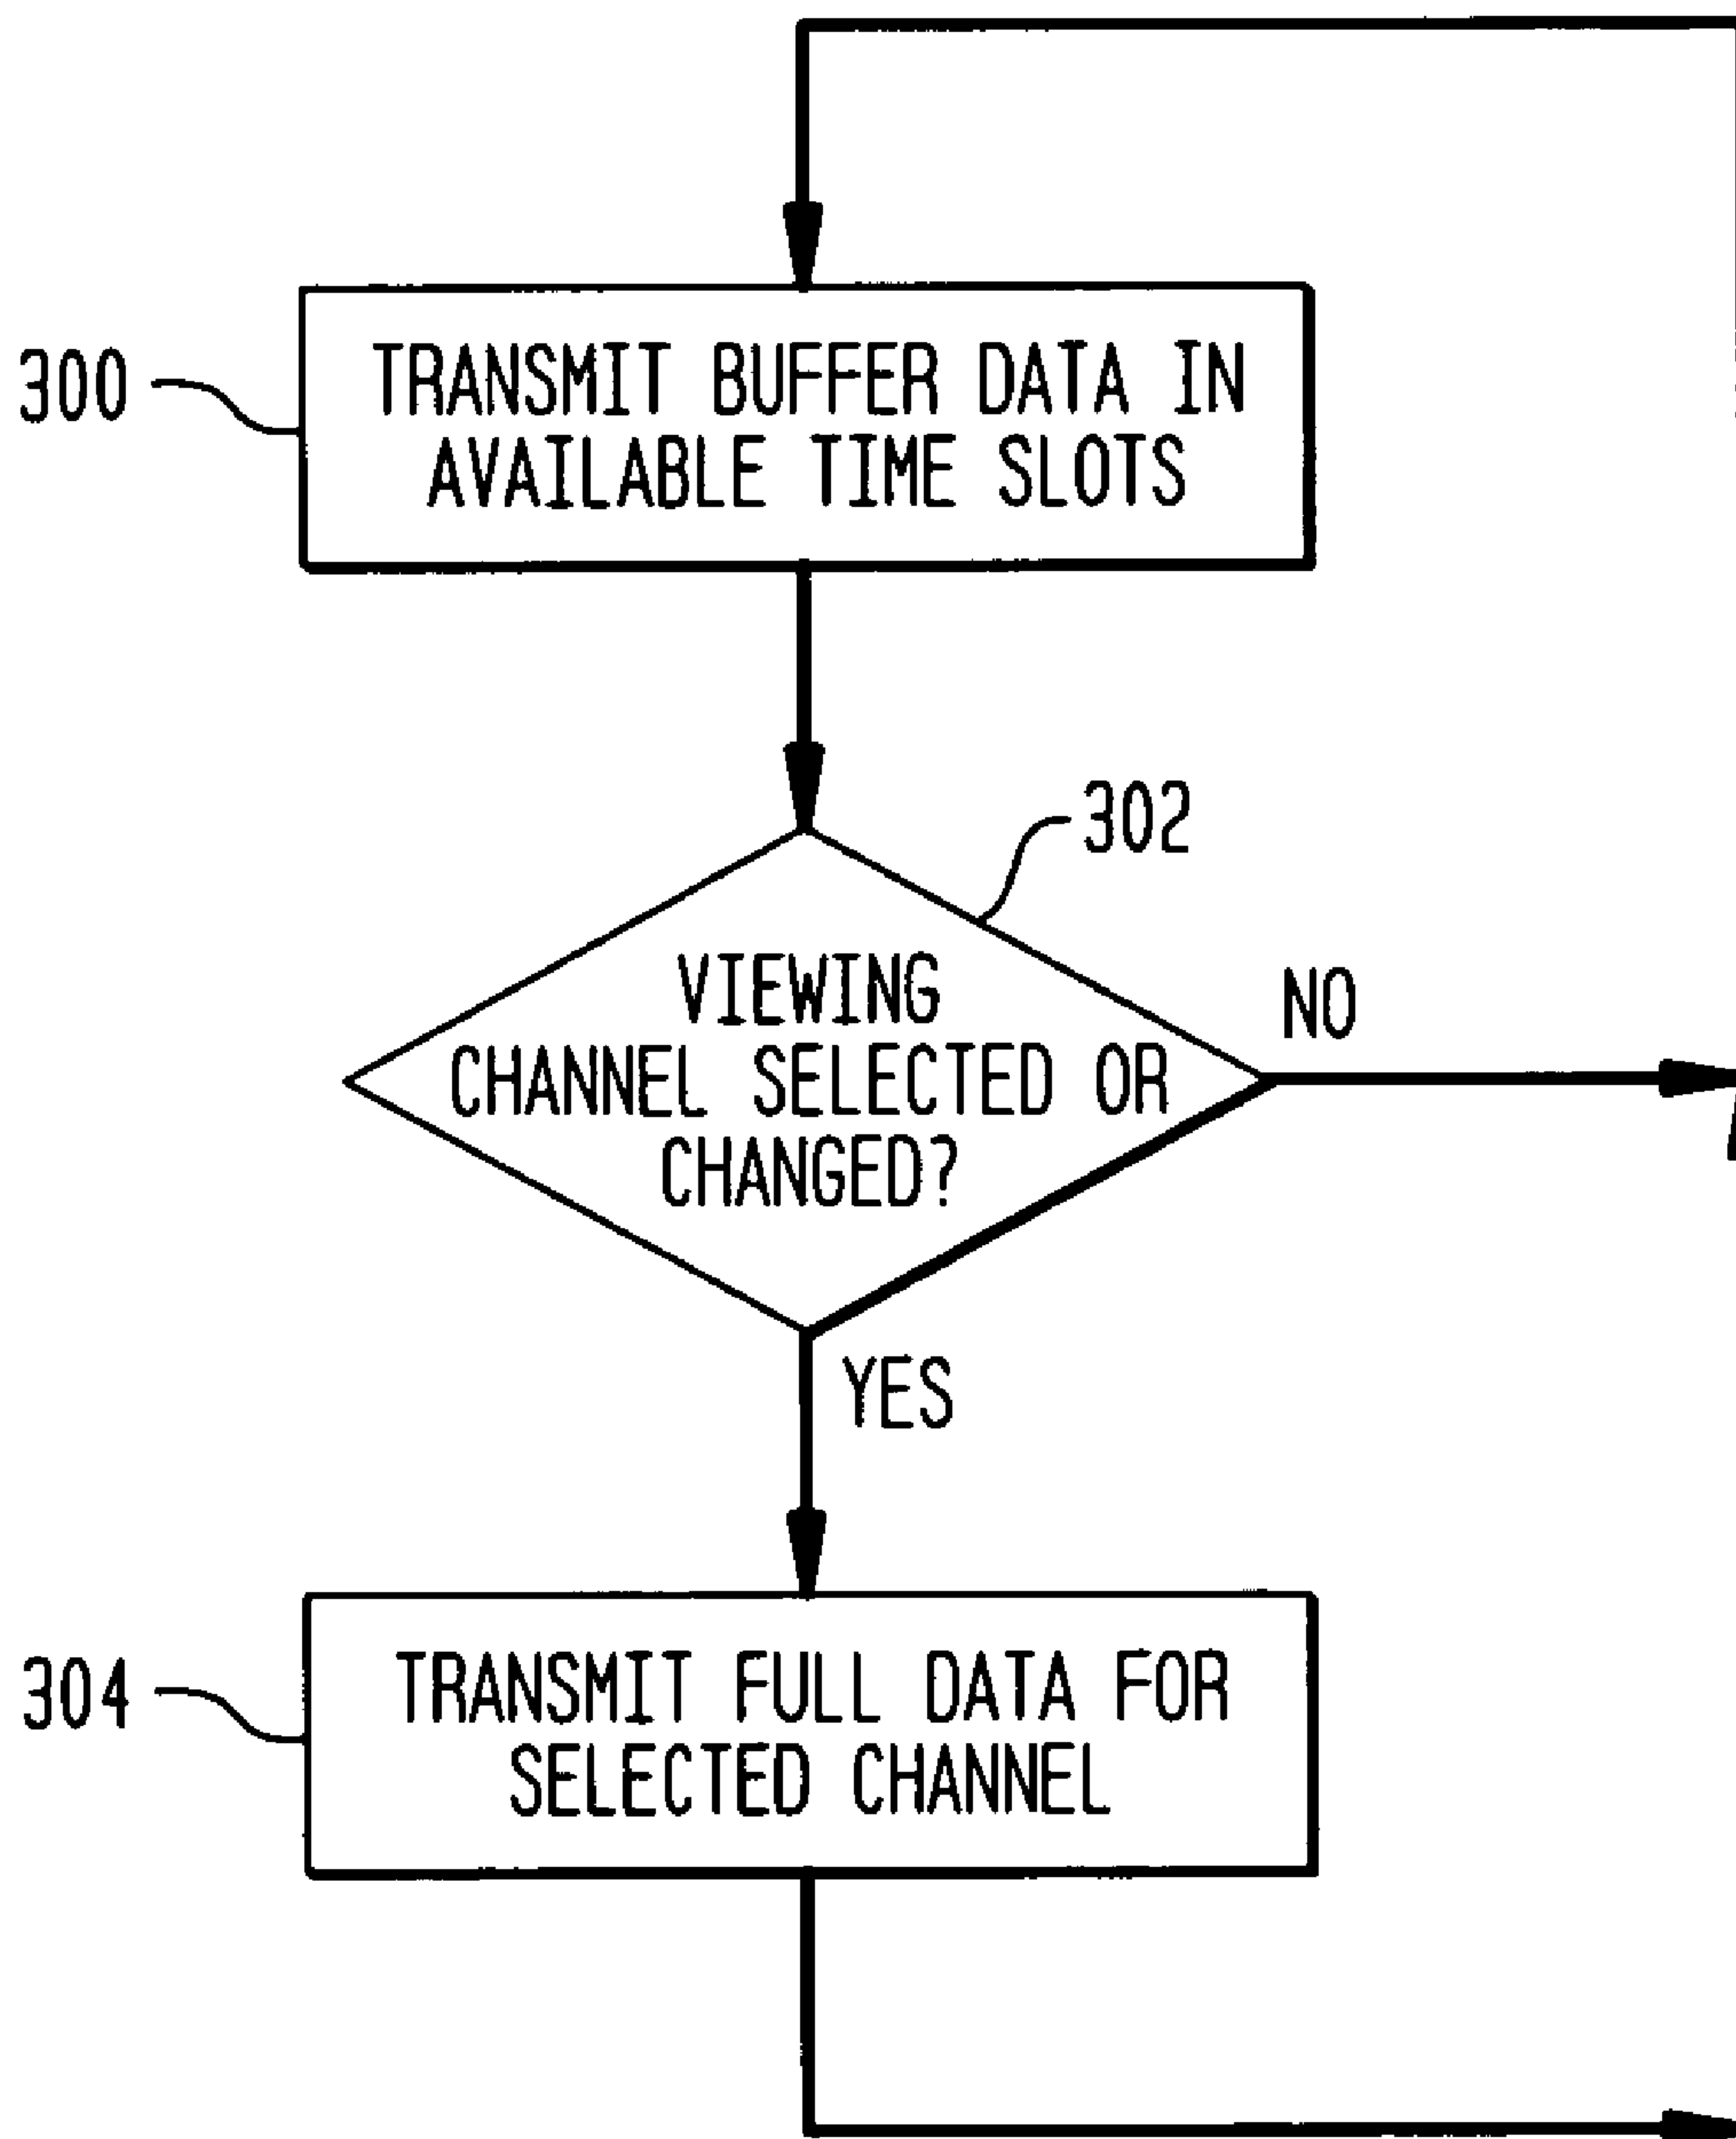 300
TRANSMIT BUFFER DATA IN
AVAILABLE TIME SLOTS
302
VIEWING
CHANNEL SELECTED OR
CHANGED?
NO
YES
304
TRANSMIT FULL DATA FOR
SELECTED CHANNEL